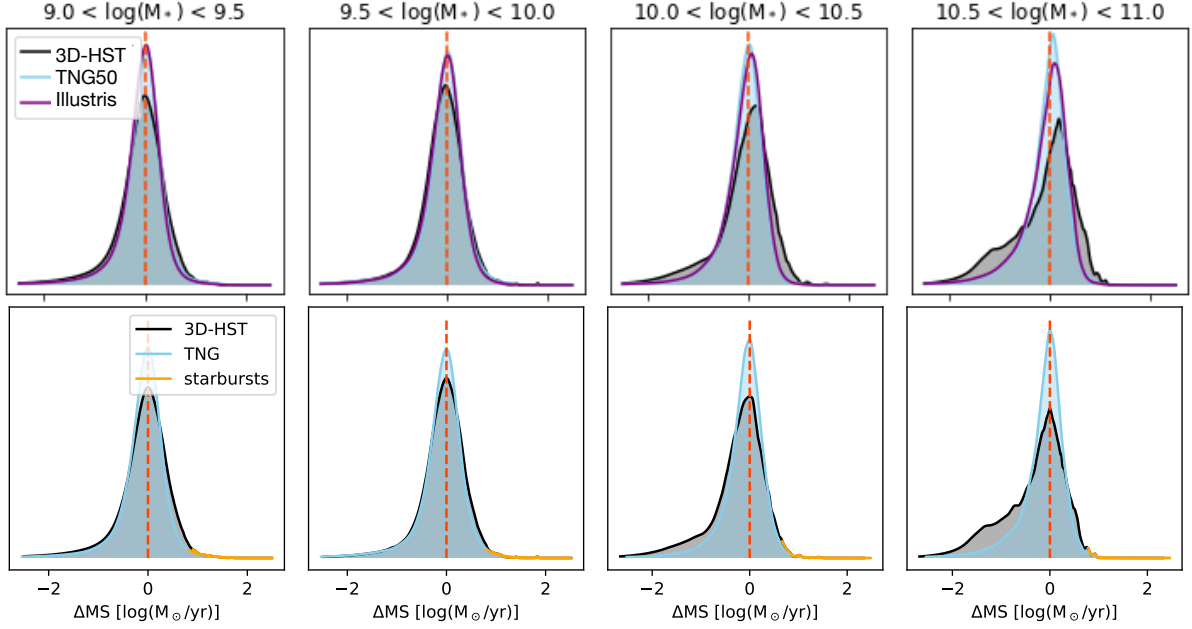 9.0 < log(M∗) < 9.5
9.5 < log(M∗) < 10.0
10.0 < log(M∗) < 10.5
10.5 < log(M∗) < 11.0
3D-HST
TNG50
Illustris
3D-HST
TNG
starbursts
−2 0 2
−2 0 2
−2 0 2
−2 0 2
ΔMS [log(M⊙/yr)]
ΔMS [log(M⊙/yr)]
ΔMS [log(M⊙/yr)]
ΔMS [log(M⊙/yr)]